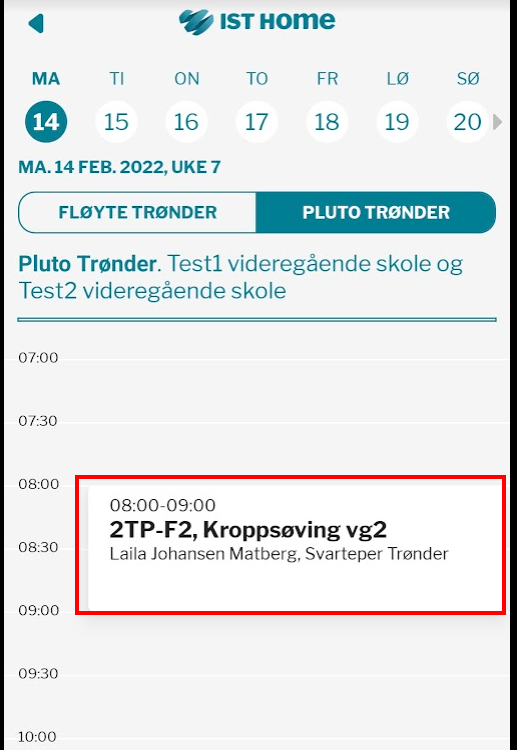 IST HOME
MA TI ON TO FR LØ SØ
14 15 16 17 18 19 20
MA. 14 FEB. 2022, UKE 7
FLØYTE TRØNDER PLUTO TRØNDER
Pluto Trønder. Test1 videregående skole og
Test2 videregående skole
07:00
07:30
08:00
08:00-09:00
2TP-F2, Kroppsøving vg2
08:30
Laila Johansen Matberg, Svarteper Trønder
09:00
09:30
10:00